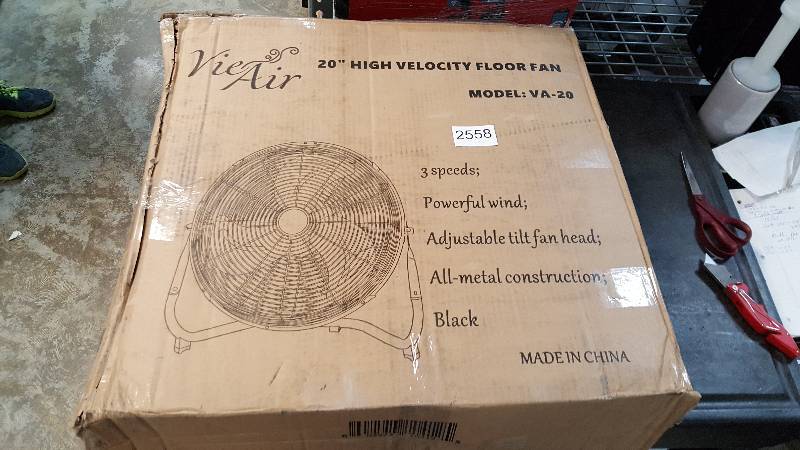 Vie Air
20" HIGH VELOCITY FLOOR FAN
MODEL: VA-20
2558
3 speeds;
Powerful wind;
Adjustable tilt fan head;
All-metal construction;
Black
MADE IN CHINA